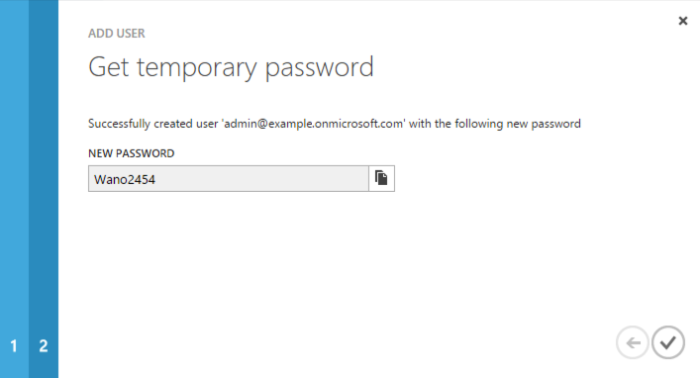 ADD USER
Get temporary password
Successfully created user 'admin@example.onmicrosoft.com' with the following new password
NEW PASSWORD
Wano2454
1 2